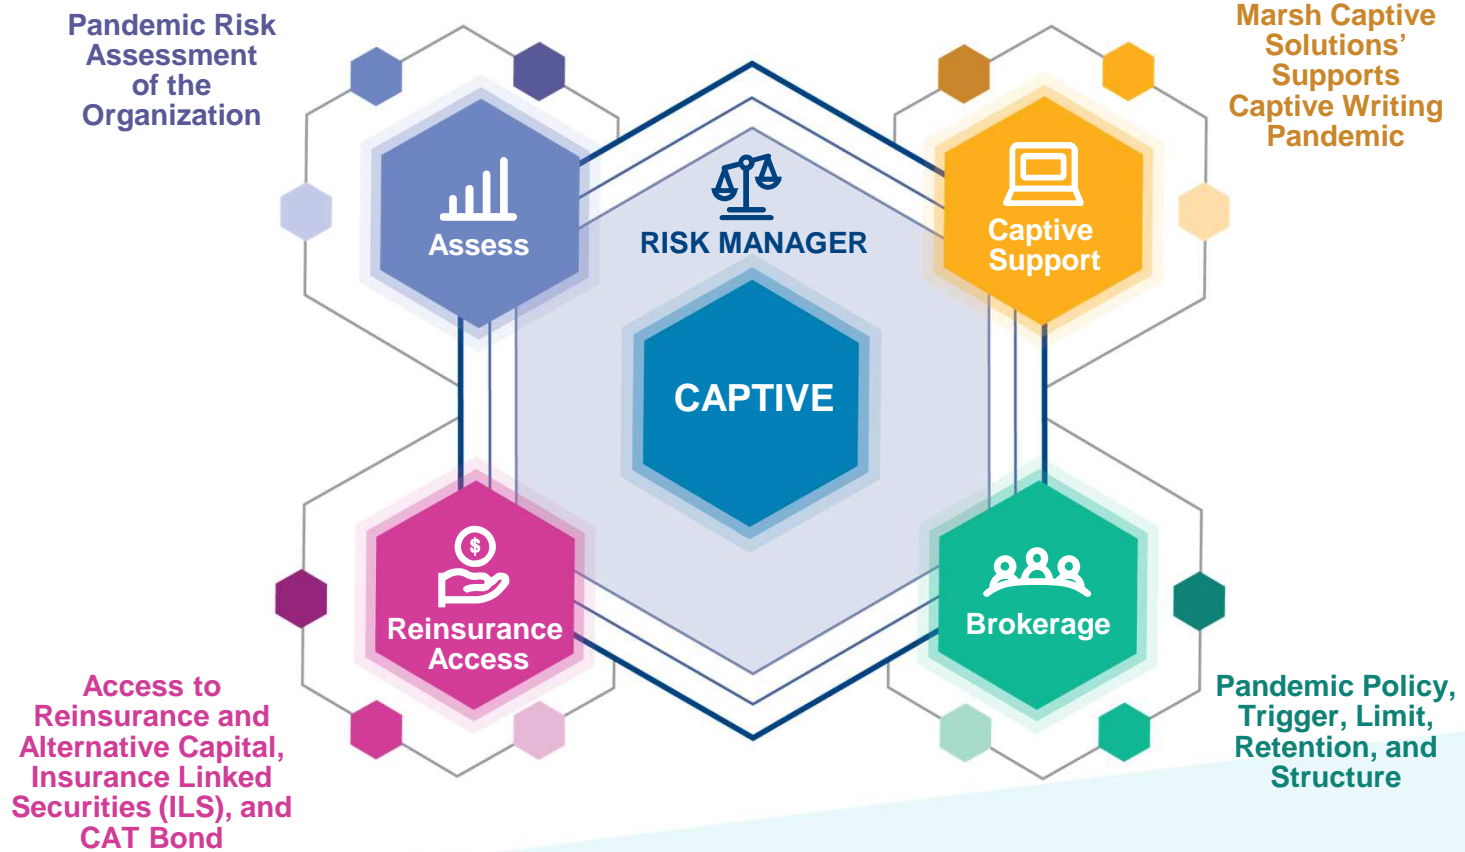 Pandemic Risk
Assessment
of the
Organization
Marsh Captive
Solutions’
Supports
Captive Writing
Pandemic
Assess
RISK MANAGER
Captive
Support
CAPTIVE
$
Reinsurance
Access
Brokerage
Access to
Reinsurance and
Alternative Capital,
Insurance Linked
Securities (ILS), and
CAT Bond
Pandemic Policy,
Trigger, Limit,
Retention, and
Structure